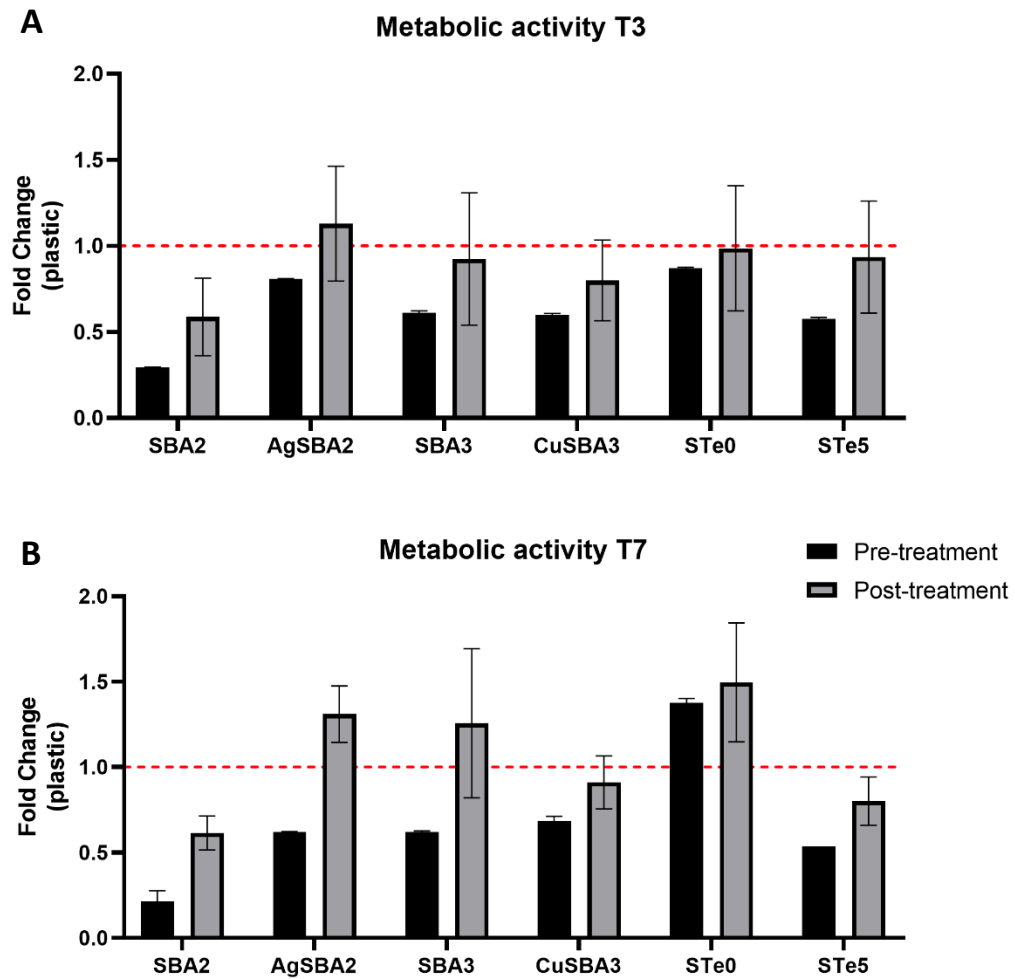 A
Metabolic activity T3
Fold Change
(plastic)
2.0
1.5
1.0
0.5
0.0
SBA2 AgSBA2 SBA3 CuSBA3 STe0 STe5
B
Metabolic activity T7
Pre-treatment
Post-treatment
Fold Change
(plastic)
2.0
1.5
1.0
0.5
0.0
SBA2 AgSBA2 SBA3 CuSBA3 STe0 STe5